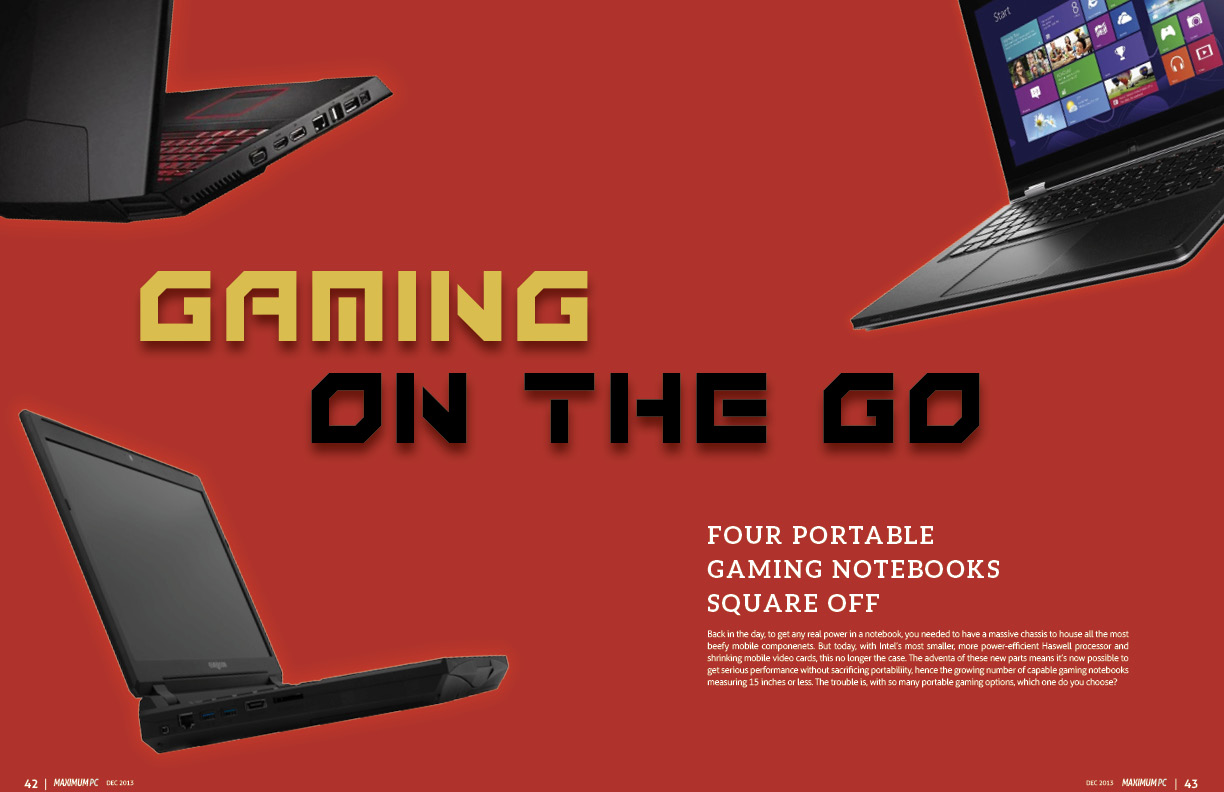 Start
GAMING
ON THE GO
FOUR PORTABLE
GAMING NOTEBOOKS
SQUARE OFF
Back in the day, to get any real power in a notebook, you needed to have a massive chassis to house all the most
beefy mobile componenets. But today, with Intel's most smaller, more power-efficient Haswell processor and
shrinking mobile video cards, this no longer the case. The adventa of these new parts means it's now possible to
get serious performance without sacrificing portabiliity, hence the growing number of capable gaming notebooks
measuring 15 inches or less. The trouble is, with so many portable gaming options, which one do you choose?
42 | MAXIMUM PC DEC 2013
DEC 2013 MAXIMUM PC | 43